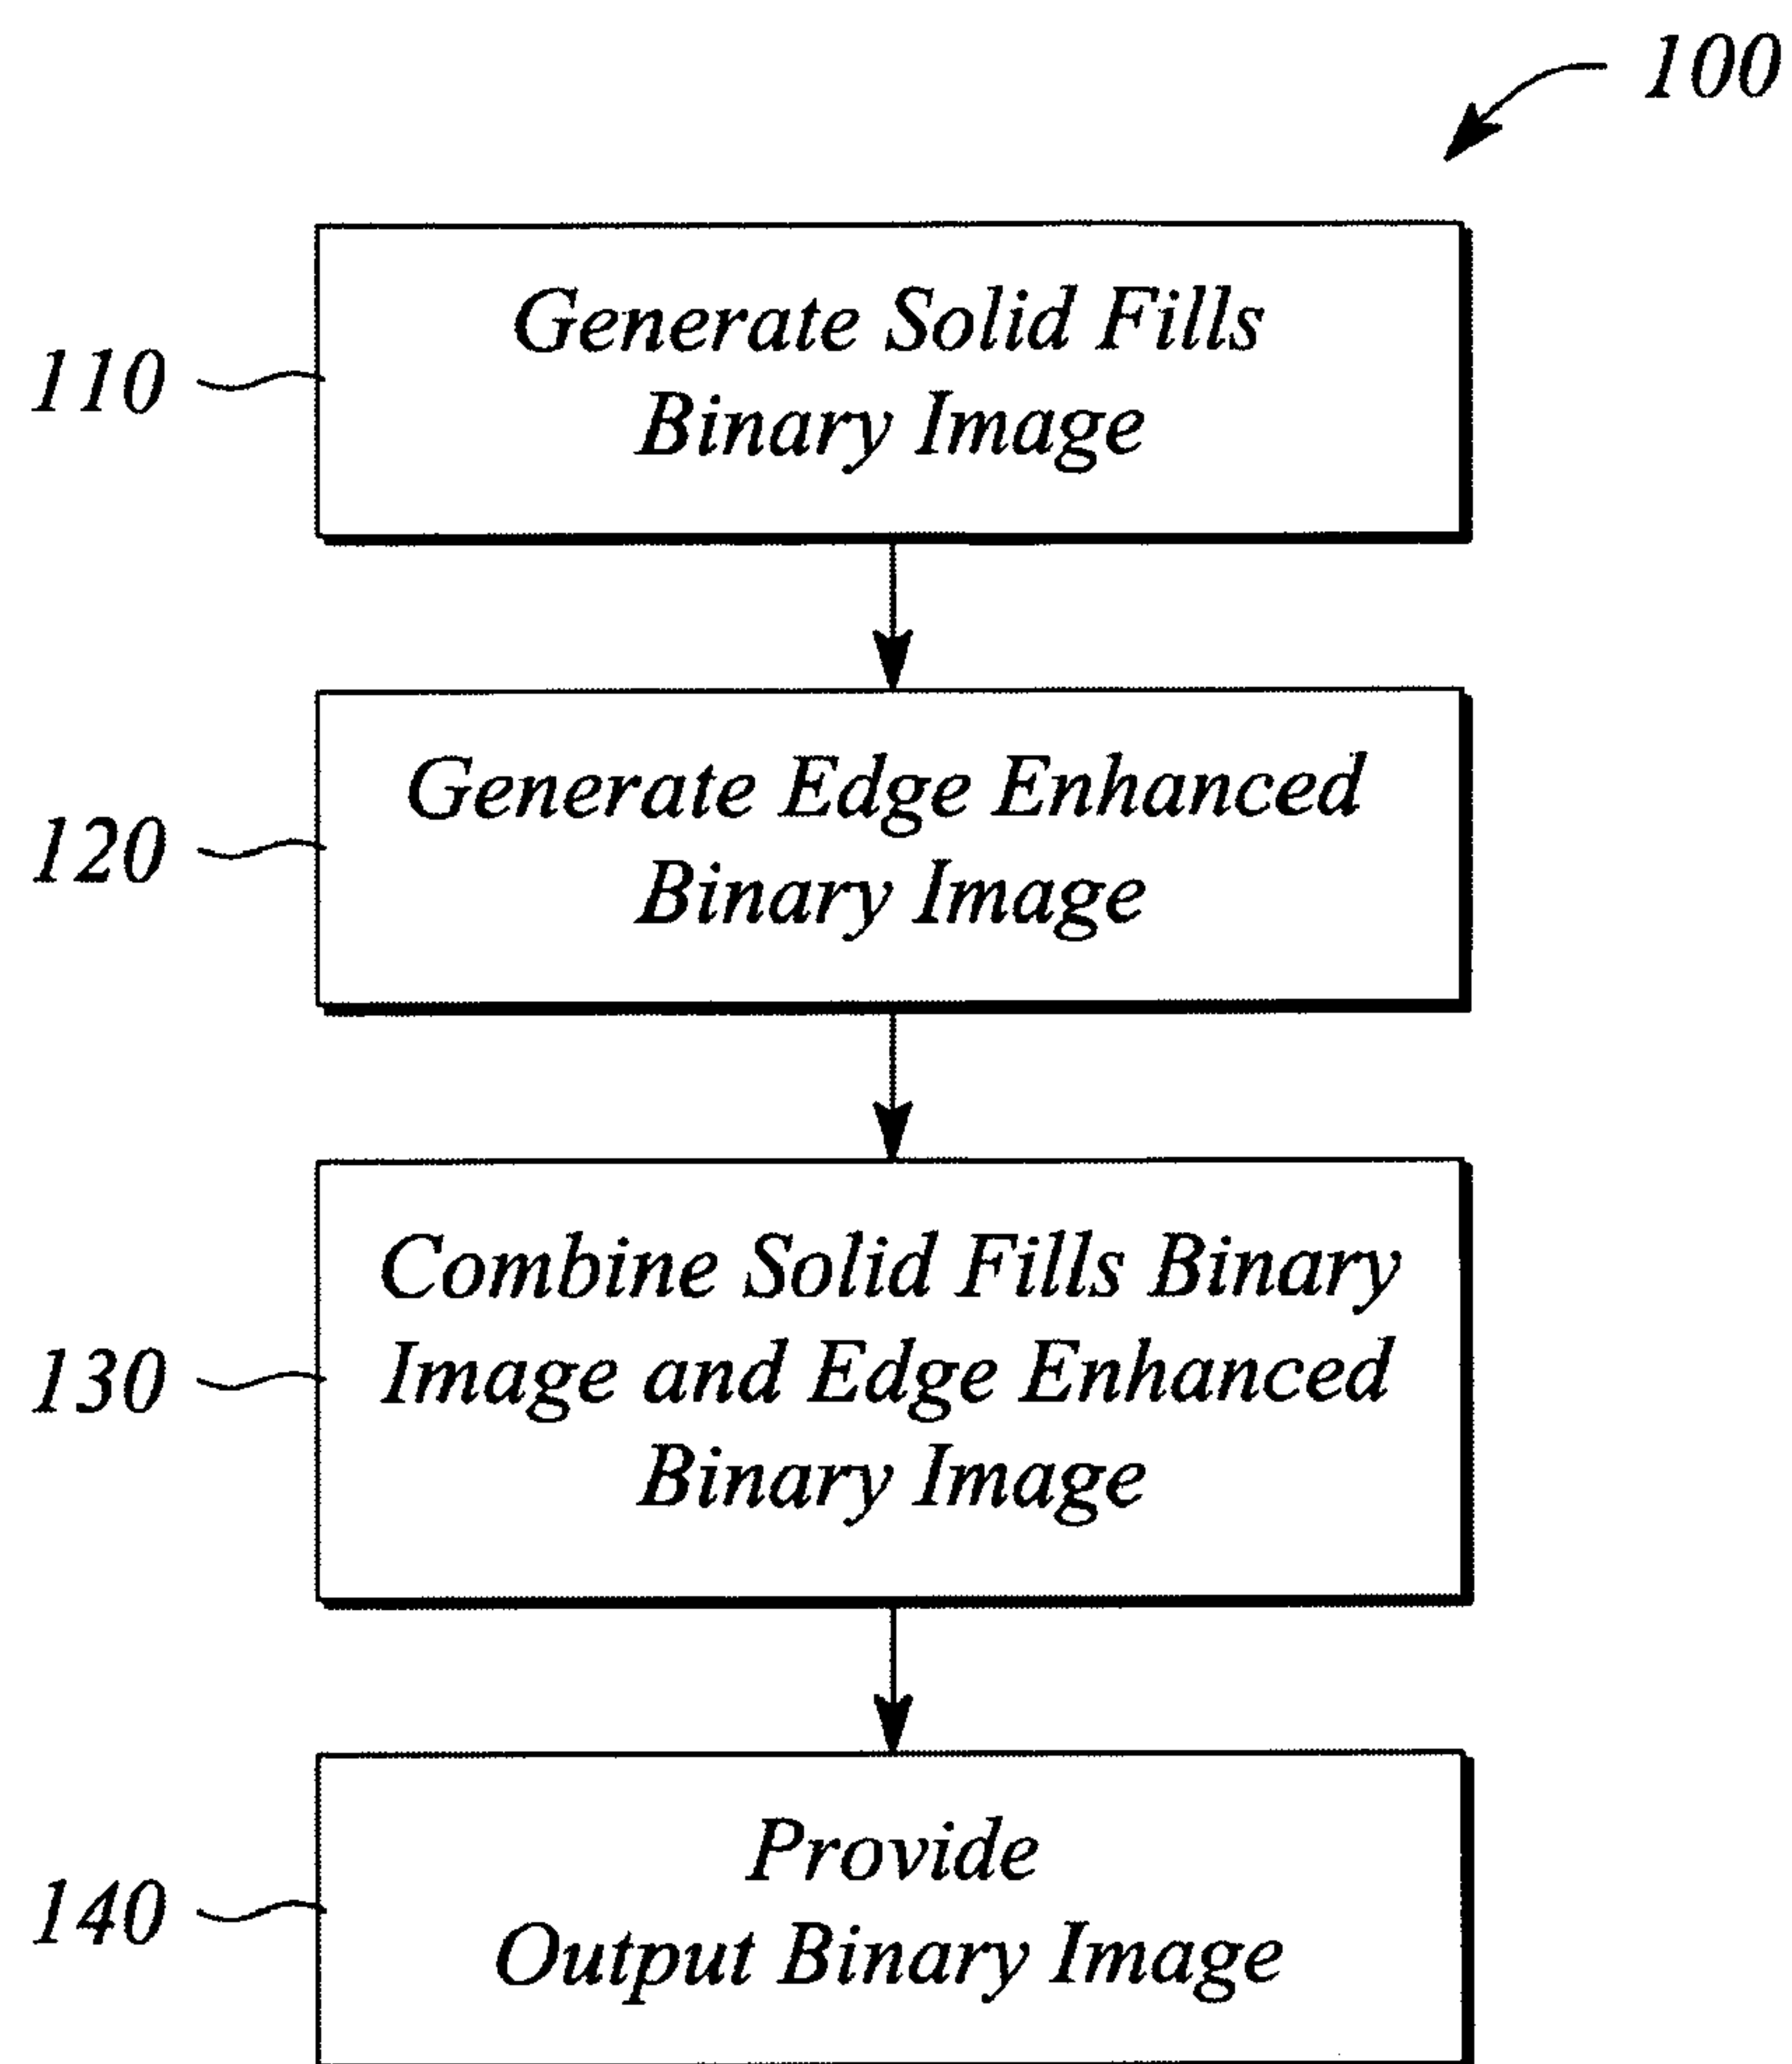 100
110
Generate Solid Fills
Binary Image
120
Generate Edge Enhanced
Binary Image
130
Combine Solid Fills Binary
Image and Edge Enhanced
Binary Image
140
Provide
Output Binary Image